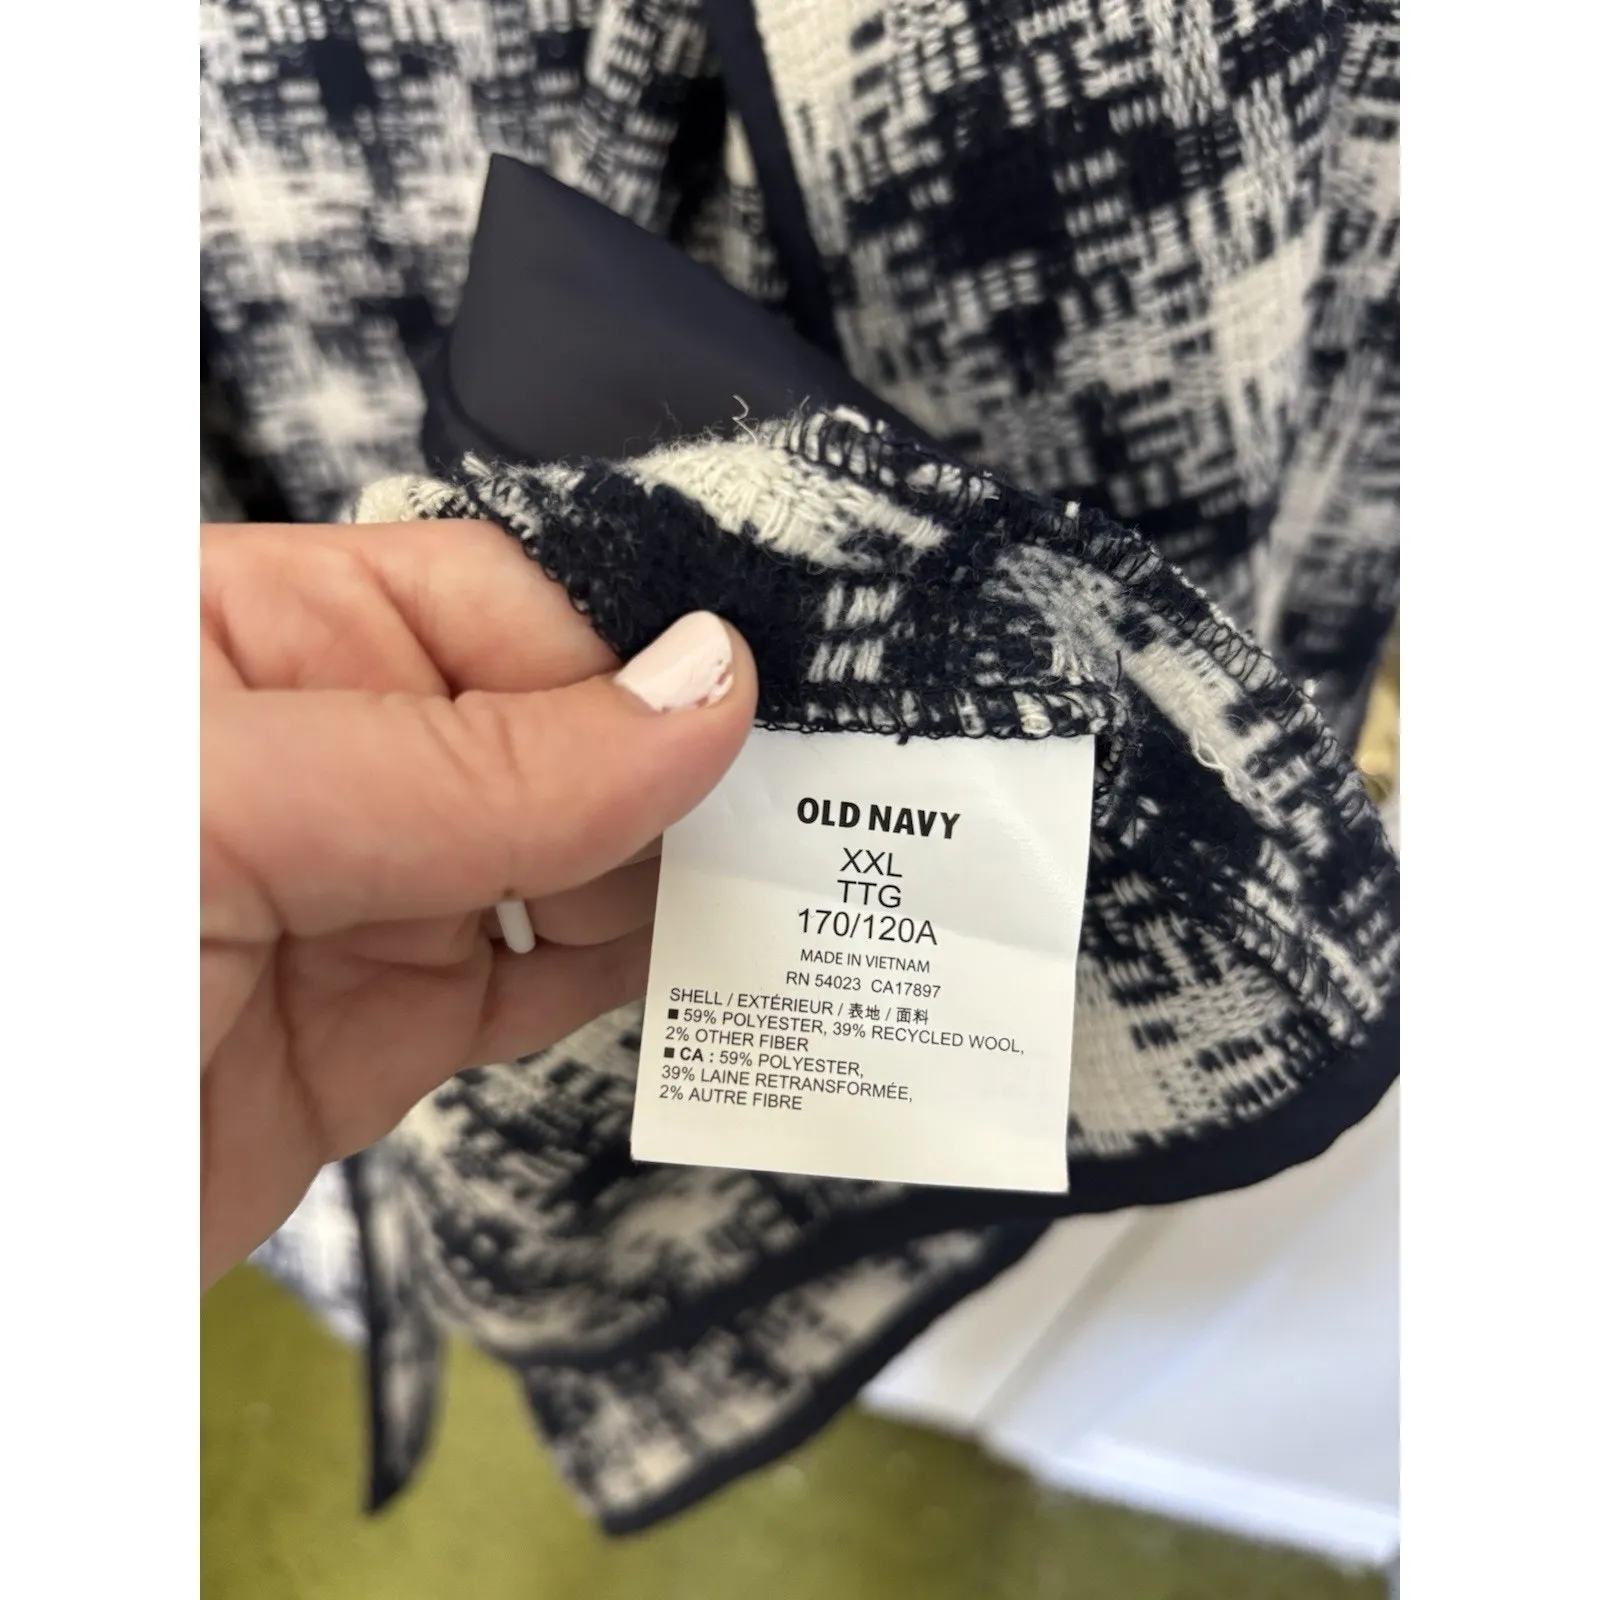 OLD NAVY
XXL
TTG
170/120A
MADE IN VIETNAM
RN 54023 CA17897
SHELL / EXTÉRIEUR / 表地 / 面料
■ 59% POLYESTER, 39% RECYCLED WOOL,
2% OTHER FIBER
■ CA : 59% POLYESTER,
39% LAINE RETRANSFORMÉE,
2% AUTRE FIBRE